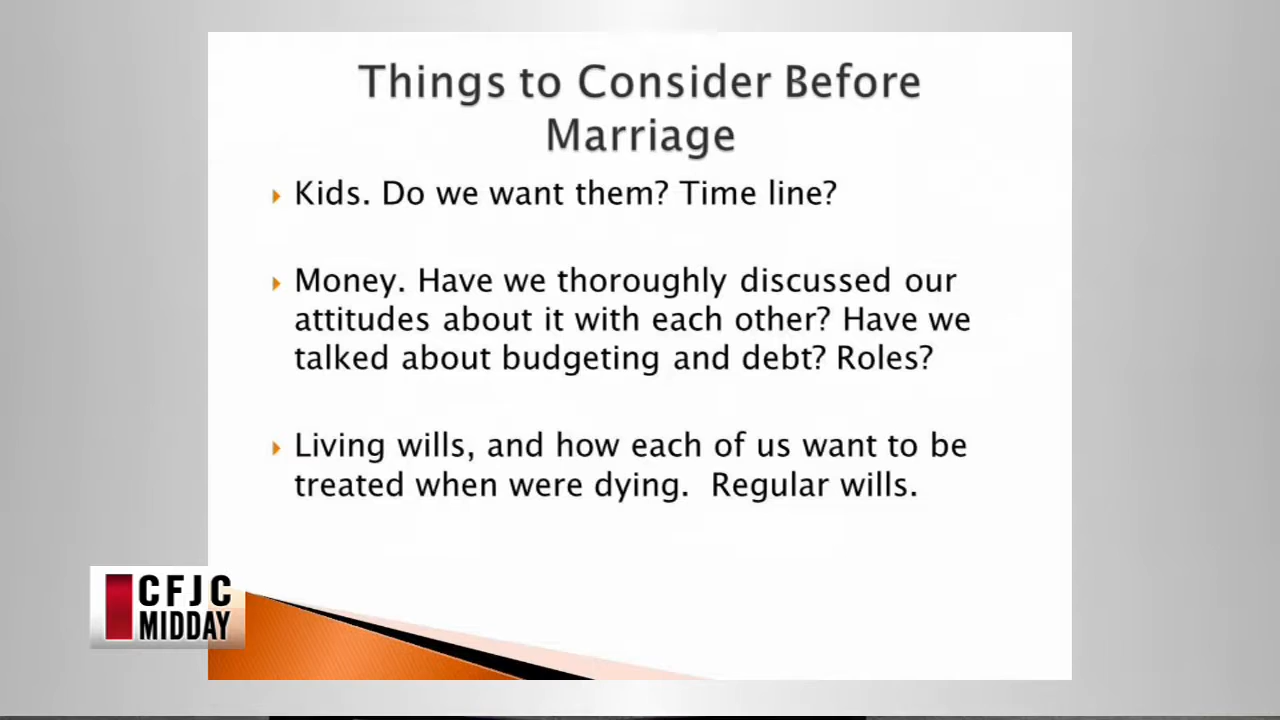 Things to Consider Before
Marriage
Kids. Do we want them? Time line?
Money. Have we thoroughly discussed our
attitudes about it with each other? Have we
talked about budgeting and debt? Roles?
Living wills, and how each of us want to be
treated when were dying.  Regular wills.
CFJC
MIDDAY